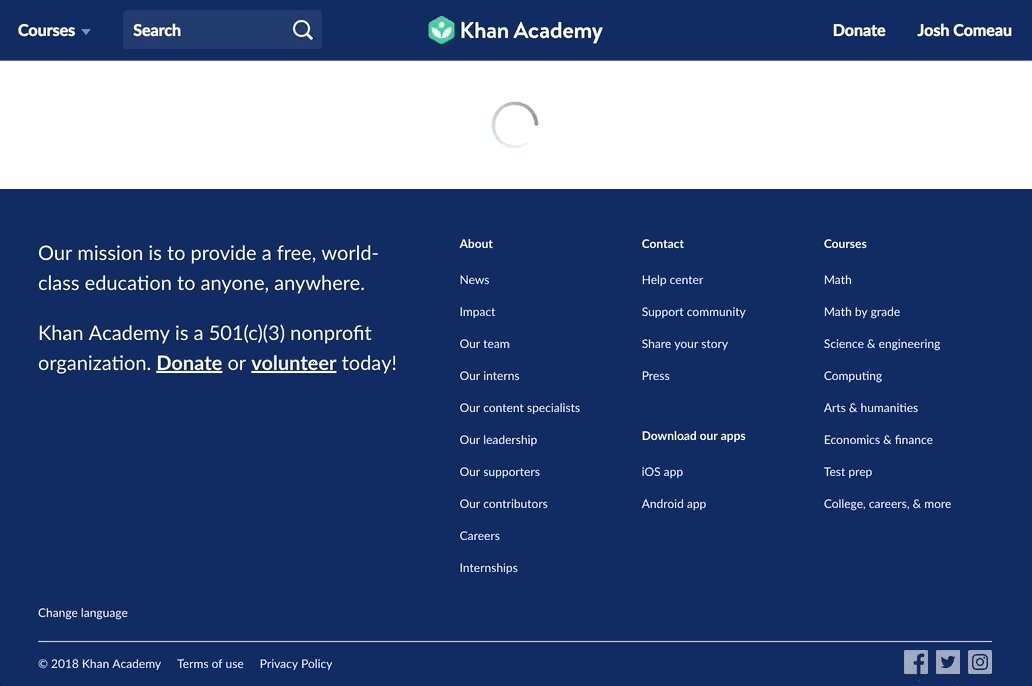 Courses
Search
Khan Academy
Donate
Josh Comeau
Our mission is to provide a free, world-
class education to anyone, anywhere.
Khan Academy is a 501(c)(3) nonprofit
organization. Donate or volunteer today!
About
News
Impact
Our team
Our interns
Our content specialists
Our leadership
Our supporters
Our contributors
Careers
Internships
Contact
Help center
Support community
Share your story
Press
Download our apps
iOS app
Android app
Courses
Math
Math by grade
Science & engineering
Computing
Arts & humanities
Economics & finance
Test prep
College, careers, & more
Change language
© 2018 Khan Academy
Terms of use
Privacy Policy